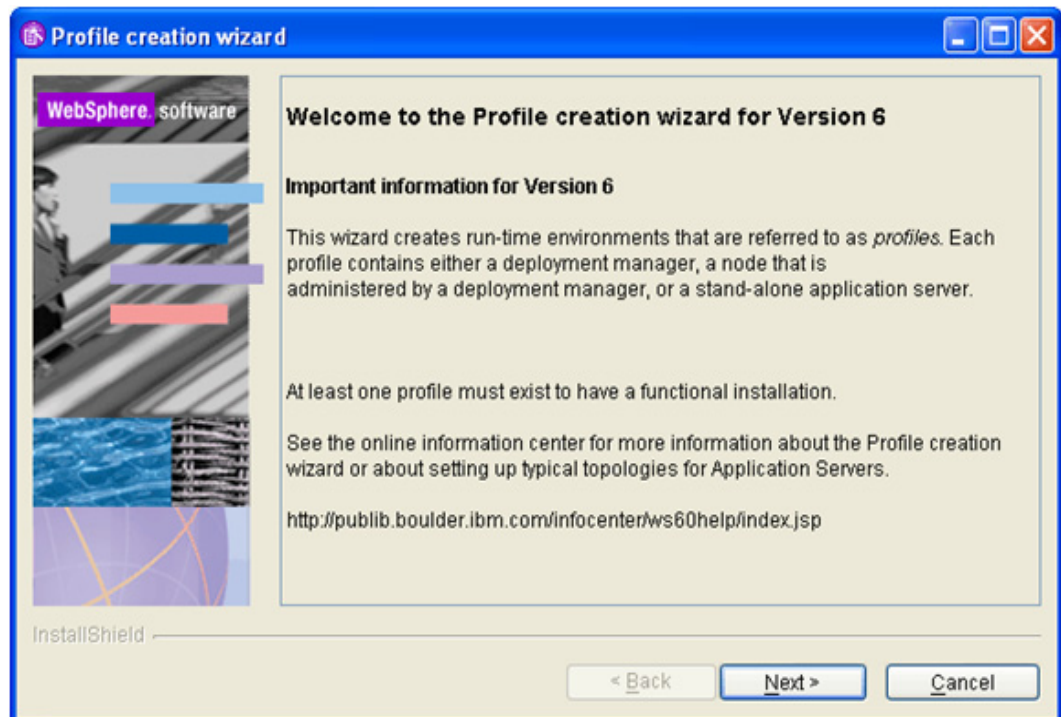 Profile creation wizard
WebSphere. software
Welcome to the Profile creation wizard for Version 6
Important information for Version 6
This wizard creates run-time environments that are referred to as profiles. Each
profile contains either a deployment manager, a node that is
administered by a deployment manager, or a stand-alone application server.
At least one profile must exist to have a functional installation.
See the online information center for more information about the Profile creation
wizard or about setting up typical topologies for Application Servers.
http://publib.boulder.ibm.com/infocenter/ws60help/index.jsp
InstallShield
< Back
Next >
Cancel